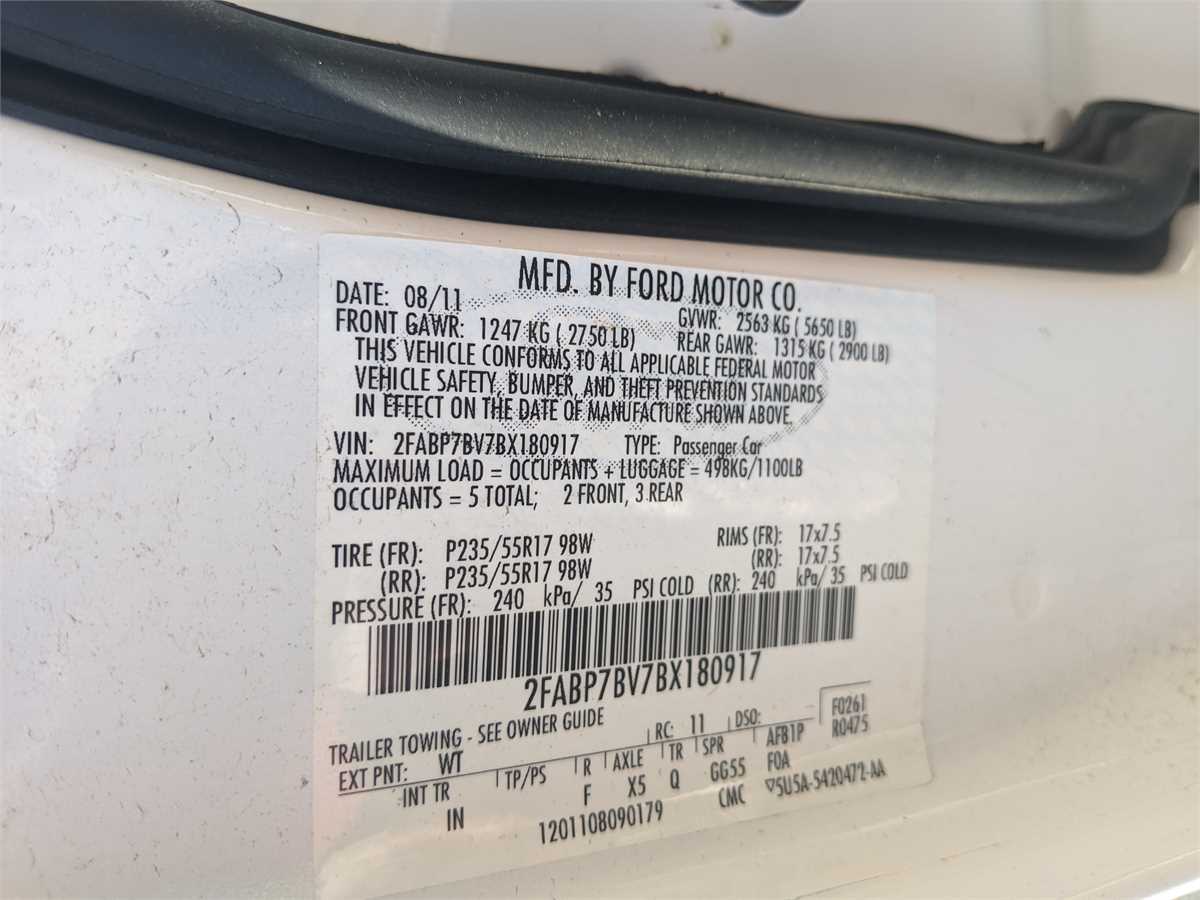 MFD. BY FORD MOTOR CO.
DATE: 08/11 GVWR: 2563 KG ( 5650 LB)
FRONT GAWR: 1247 KG ( 2750 LB) REAR GAWR: 1315 KG ( 2900 LB)
THIS VEHICLE CONFORMS TO ALL APPLICABLE FEDERAL MOTOR
VEHICLE SAFETY, BUMPER, AND THEFT PREVENTION STANDARDS
IN EFFECT ON THE DATE OF MANUFACTURE SHOWN ABOVE.
VIN: 2FABP7BV7BX180917 TYPE: Passenger Car
MAXIMUM LOAD = OCCUPANTS + LUGGAGE = 498KG/1100LB
OCCUPANTS = 5 TOTAL; 2 FRONT, 3 REAR
TIRE (FR): P235/55R17 98W RIMS (FR): 17x7.5
(RR): P235/55R17 98W (RR): 17x7.5
PRESSURE (FR): 240 kPa/ 35 PSI COLD (RR): 240 kPa/ 35 PSI COLD
2FABP7BV7BX180917
TRAILER TOWING - SEE OWNER GUIDE
EXT PNT: WT RC: 11 DSO: F0261
R0475
INT TR TP/PS R AXLE TR SPR AFB1P
IN F X5 Q GG55 FOA
1201108090179 CMC ▽5U5A-5420472-AA